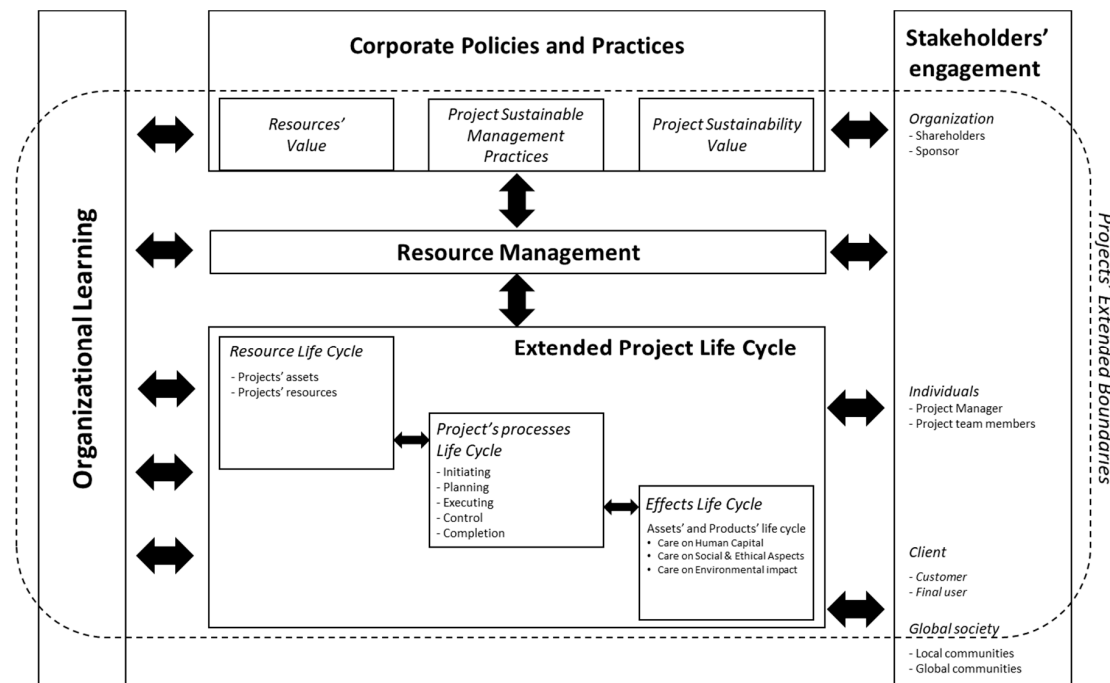 Corporate Policies and Practices
Resources'
Value
Project Sustainable
Management
Practices
Project Sustainability
Value
Resource Management
Extended Project Life Cycle
Resource Life Cycle
- Projects' assets
- Projects' resources
Project's processes
Life Cycle
- Initiating
- Planning
- Executing
- Control
- Completion
Effects Life Cycle
Assets' and Products' life cycle
• Care on Human Capital
• Care on Social & Ethical Aspects
• Care on Environmental impact
Organizational Learning
Stakeholders'
engagement
Organization
- Shareholders
- Sponsor
Individuals
- Project Manager
- Project team members
Client
- Customer
- Final user
Global society
- Local communities
- Global communities
Projects' Extended Boundaries